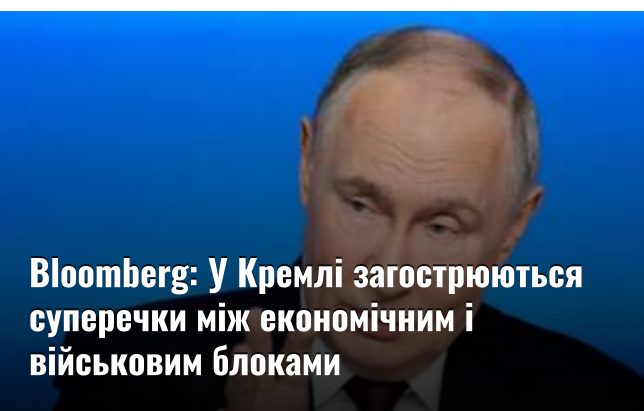 Bloomberg: У Кремлі загострюються
суперечки між економічним і
військовим блоками